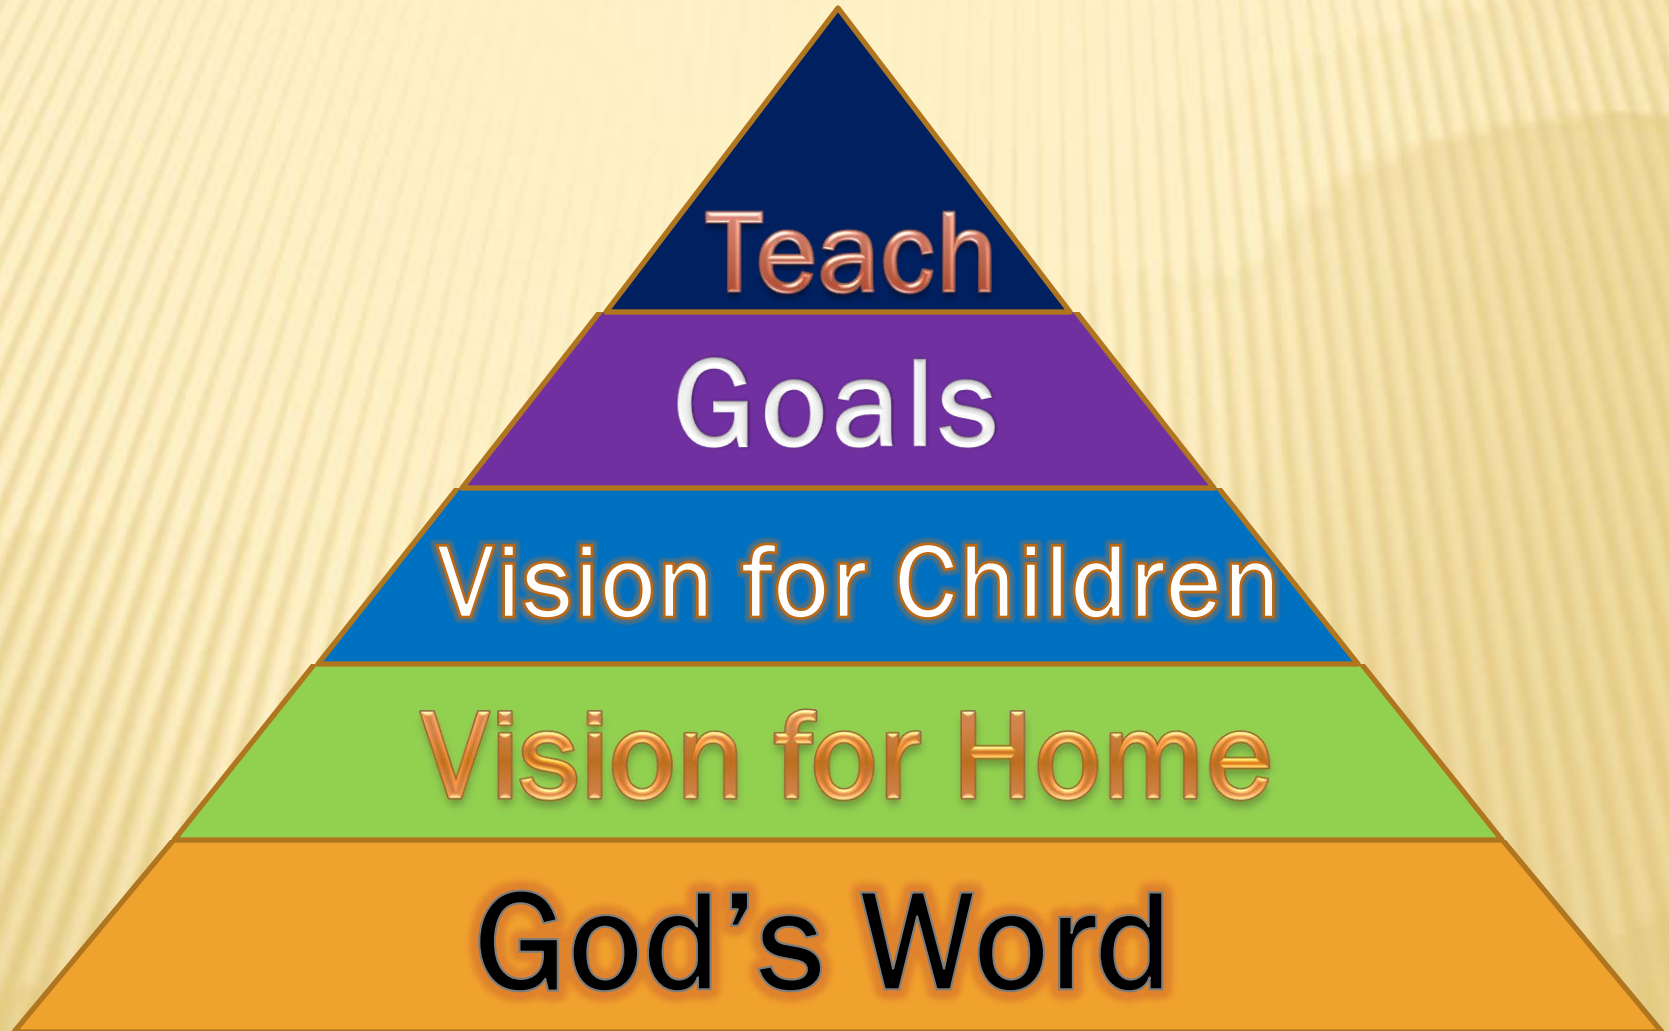 Teach
Goals
Vision for Children
Vision for Home
God’s Word